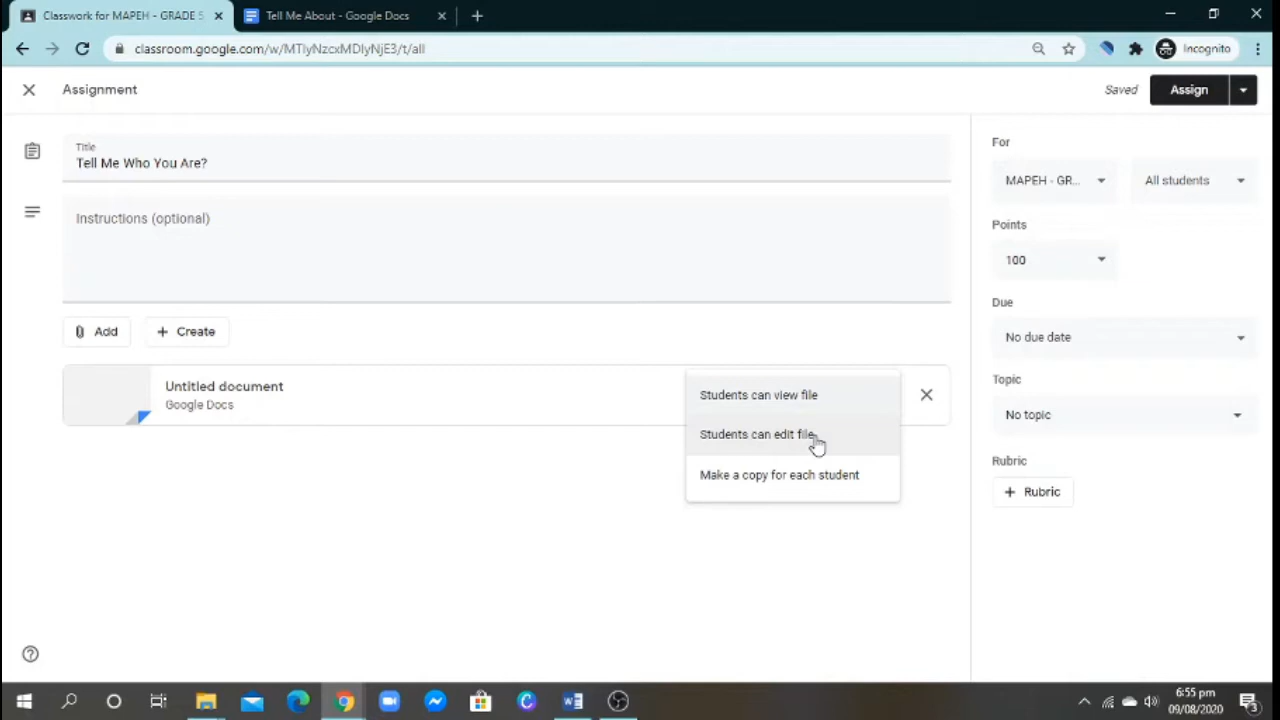 Classwork for MAPEH - GRADE 5
Tell Me About - Google Docs
classroom.google.com/w/MTIyNzcxMDIyNjE3/t/all
Incognito
Assignment
Saved
Assign
Title
Tell Me Who You Are?
Instructions (optional)
Add
Create
Untitled document
Google Docs
Students can view file
Students can edit file
Make a copy for each student
For
MAPEH - GR...
All students
Points
100
Due
No due date
Topic
No topic
Rubric
Rubric
6:55 pm
09/08/2020
3